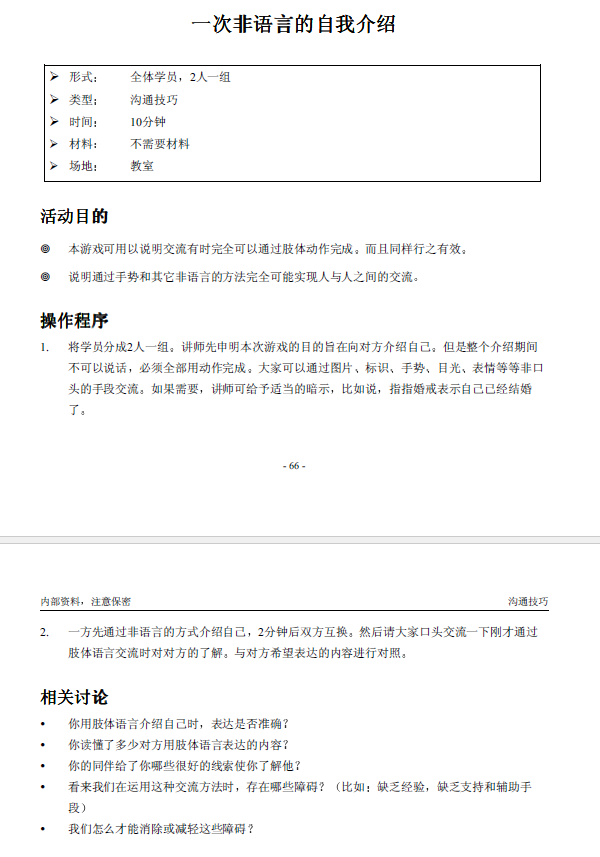 一次非语言的自我介绍
形式： 全体学员，2人一组
类型： 沟通技巧
时间： 10分钟
材料： 不需要材料
场地： 教室
活动目的
本游戏可用以说明交流有时完全可以通过肢体动作完成。而且同样行之有效。
说明通过手势和其它非语言的方法完全可能实现人与人之间的交流。
操作程序
1. 将学员分成2人一组。讲师先申明本次游戏的目的旨在向对方介绍自己。但是整个介绍期间
不可以说话，必须全部用动作完成。大家可以通过图片、标识、手势、目光、表情等等非口
头的手段交流。如果需要，讲师可给予适当的暗示，比如说，指指婚戒表示自己已经结婚
了。
- 66 -
内部资料，注意保密 沟通技巧
2. 一方先通过非语言的方式介绍自己，2分钟后双方互换。然后请大家口头交流一下刚才通过
肢体语言交流时对对方的了解。与对方希望表达的内容进行对照。
相关讨论
• 你用肢体语言介绍自己时，表达是否准确？
• 你读懂了多少对方用肢体语言表达的内容？
• 你的同伴给了你哪些很好的线索使你了解他？
• 看来我们在运用这种交流方法时，存在哪些障碍？（比如：缺乏经验，缺乏支持和辅助手
段）
• 我们怎么才能消除或减轻这些障碍？